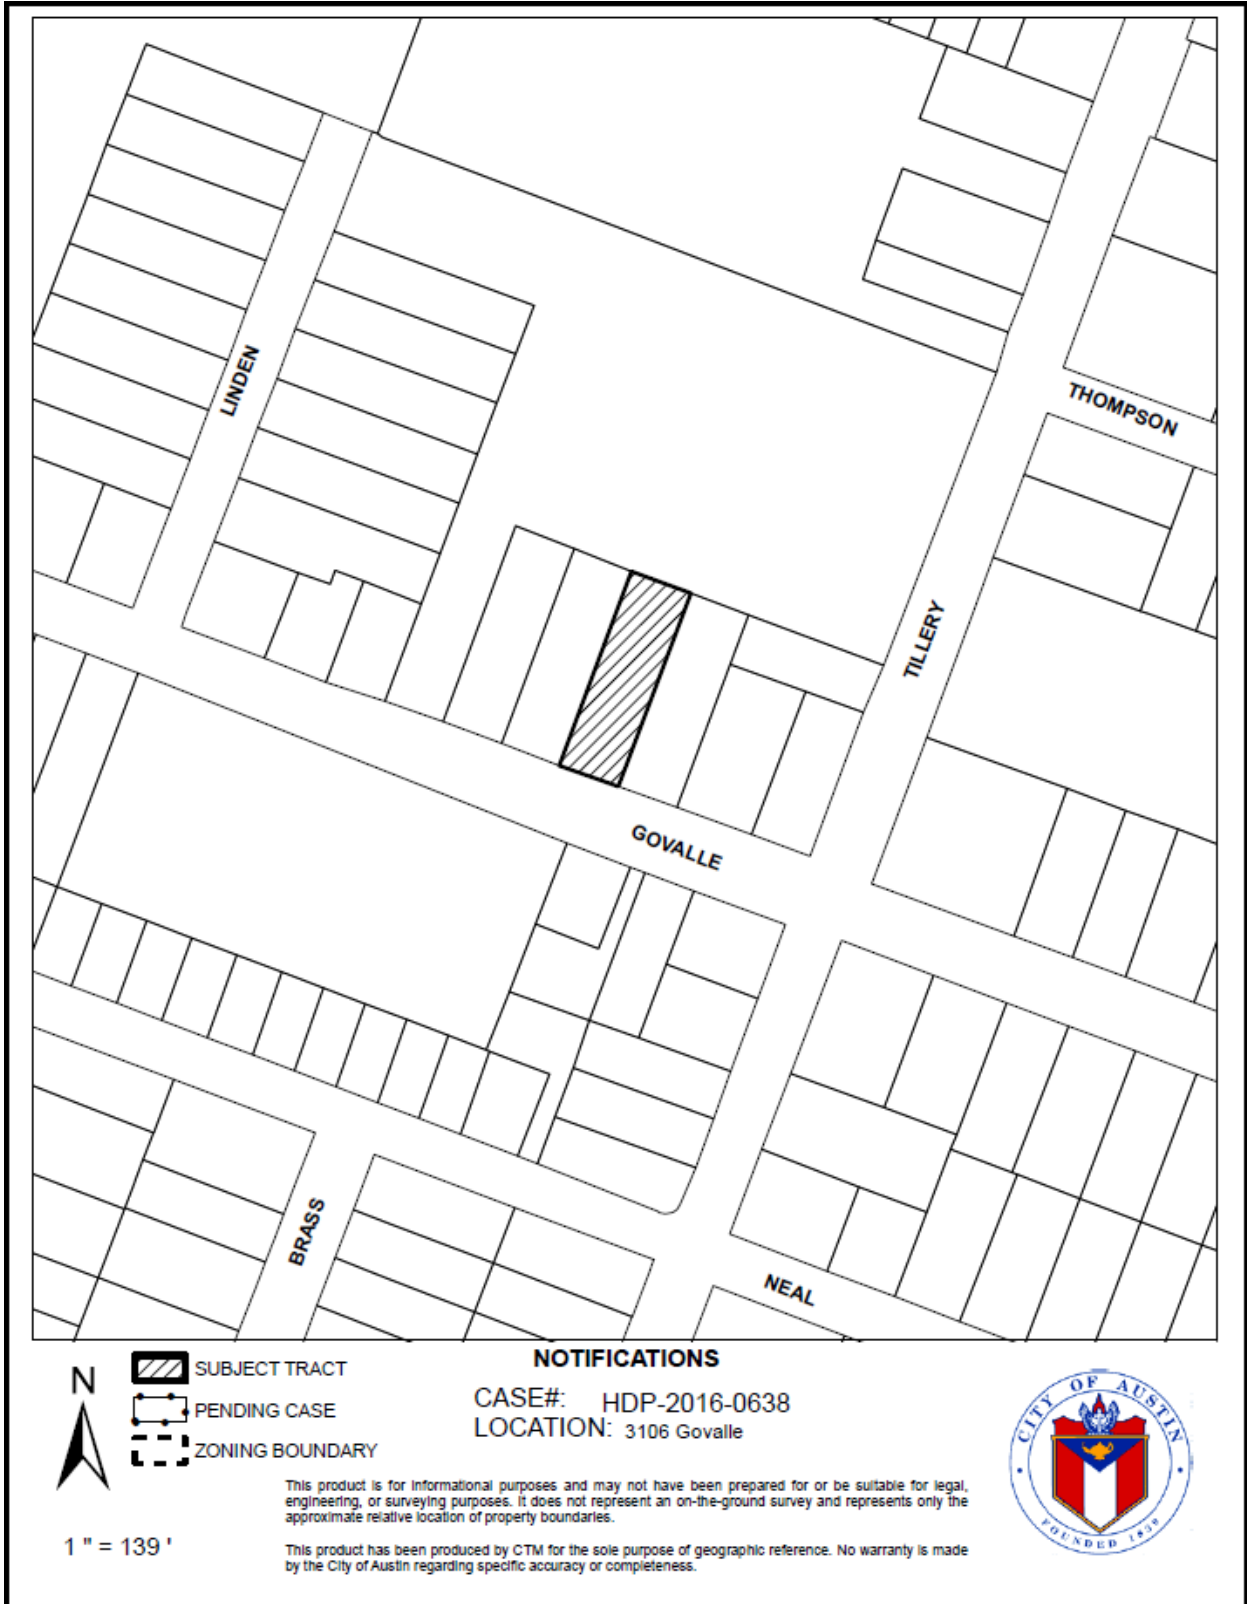 LINDEN
THOMPSON
TILLERY
GOVALLE
BRASS
NEAL
N
1 " = 139 '
SUBJECT TRACT
PENDING CASE
ZONING BOUNDARY
NOTIFICATIONS
CASE#: HDP-2016-0638
LOCATION: 3106 Govalle
This product is for informational purposes and may not have been prepared for or be suitable for legal,
engineering, or surveying purposes. It does not represent an on-the-ground survey and represents only the
approximate relative location of property boundaries.
This product has been produced by CTM for the sole purpose of geographic reference. No warranty is made
by the City of Austin regarding specific accuracy or completeness.
CITY OF AUSTIN
FOUNDED 1839